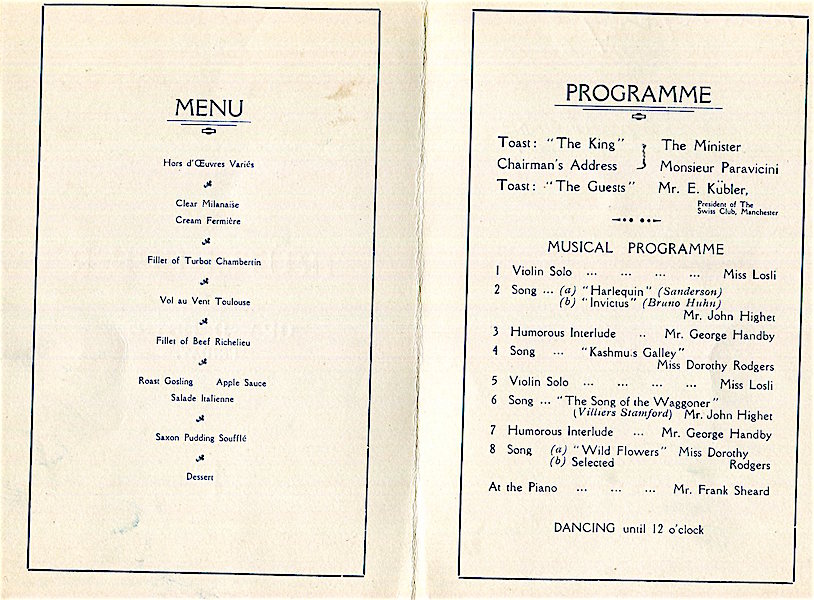 MENU
Hors d'Œuvres Variés
Clear Milanaise
Cream Fermière
Fillet of Turbot Chambertin
Vol au Vent Toulouse
Fillet of Beef Richelieu
Roast Gosling Apple Sauce
Salade Italienne
Saxon Pudding Soufflé
Dessert
PROGRAMME
Toast: "The King" } The Minister
Chairman's Address } Monsieur Paravicini
Toast: "The Guests" Mr. E. Kübler,
President of The
Swiss Club, Manchester
MUSICAL PROGRAMME
1 Violin Solo ... ... ... ... Miss Losli
2 Song ... (a) "Harlequin" (Sanderson)
(b) "Invictus" (Bruno Huhn)
Mr. John Highet
3 Humorous Interlude .. Mr. George Handby
4 Song ... "Kashmu.s Galley"
Miss Dorothy Rodgers
5 Violin Solo ... ... ... ... Miss Losli
6 Song ... "The Song of the Waggoner"
(Villiers Stamford) Mr. John Highet
7 Humorous Interlude ... Mr. George Handby
8 Song (a) "Wild Flowers" Miss Dorothy
(b) Selected Rodgers
At the Piano ... ... ... Mr. Frank Sheard
DANCING until 12 o'clock